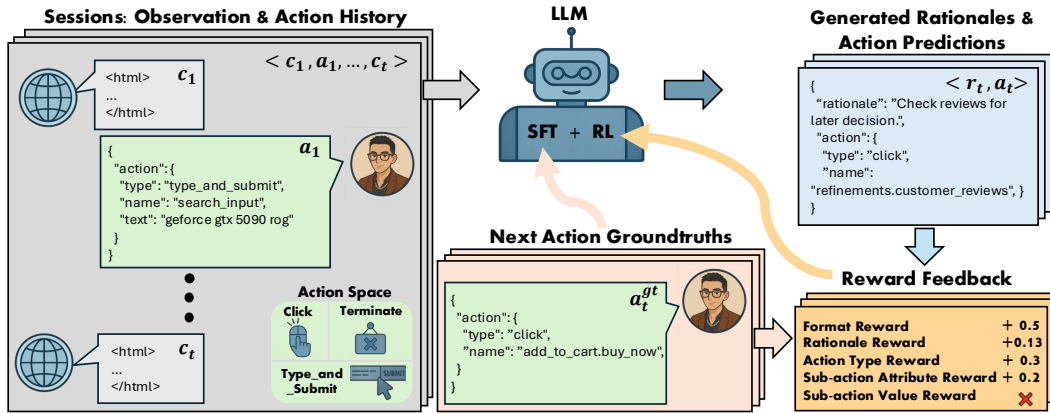 Sessions: Observation & Action History
< c1, a1, ..., ct >
<html>
...
</html>
c1
a1
{
"action": {
"type": "type_and_submit",
"name": "search_input",
"text": "geforce gtx 5090 rog"
}
}
<html>
...
</html>
ct
Action Space
Click
Terminate
Type_and
_Submit
SUBMIT
LLM
SFT + RL
Next Action Groundtruths
a_t^gt
{
"action": {
"type": "click",
"name": "add_to_cart.buy_now",
}
}
Generated Rationales &
Action Predictions
< rt, at >
{
"rationale": "Check reviews for
later decision.",
"action": {
"type": "click",
"name":
"refinements.customer_reviews", }
}
Reward Feedback
Format Reward + 0.5
Rationale Reward +0.13
Action Type Reward + 0.3
Sub-action Attribute Reward + 0.2
Sub-action Value Reward ✗